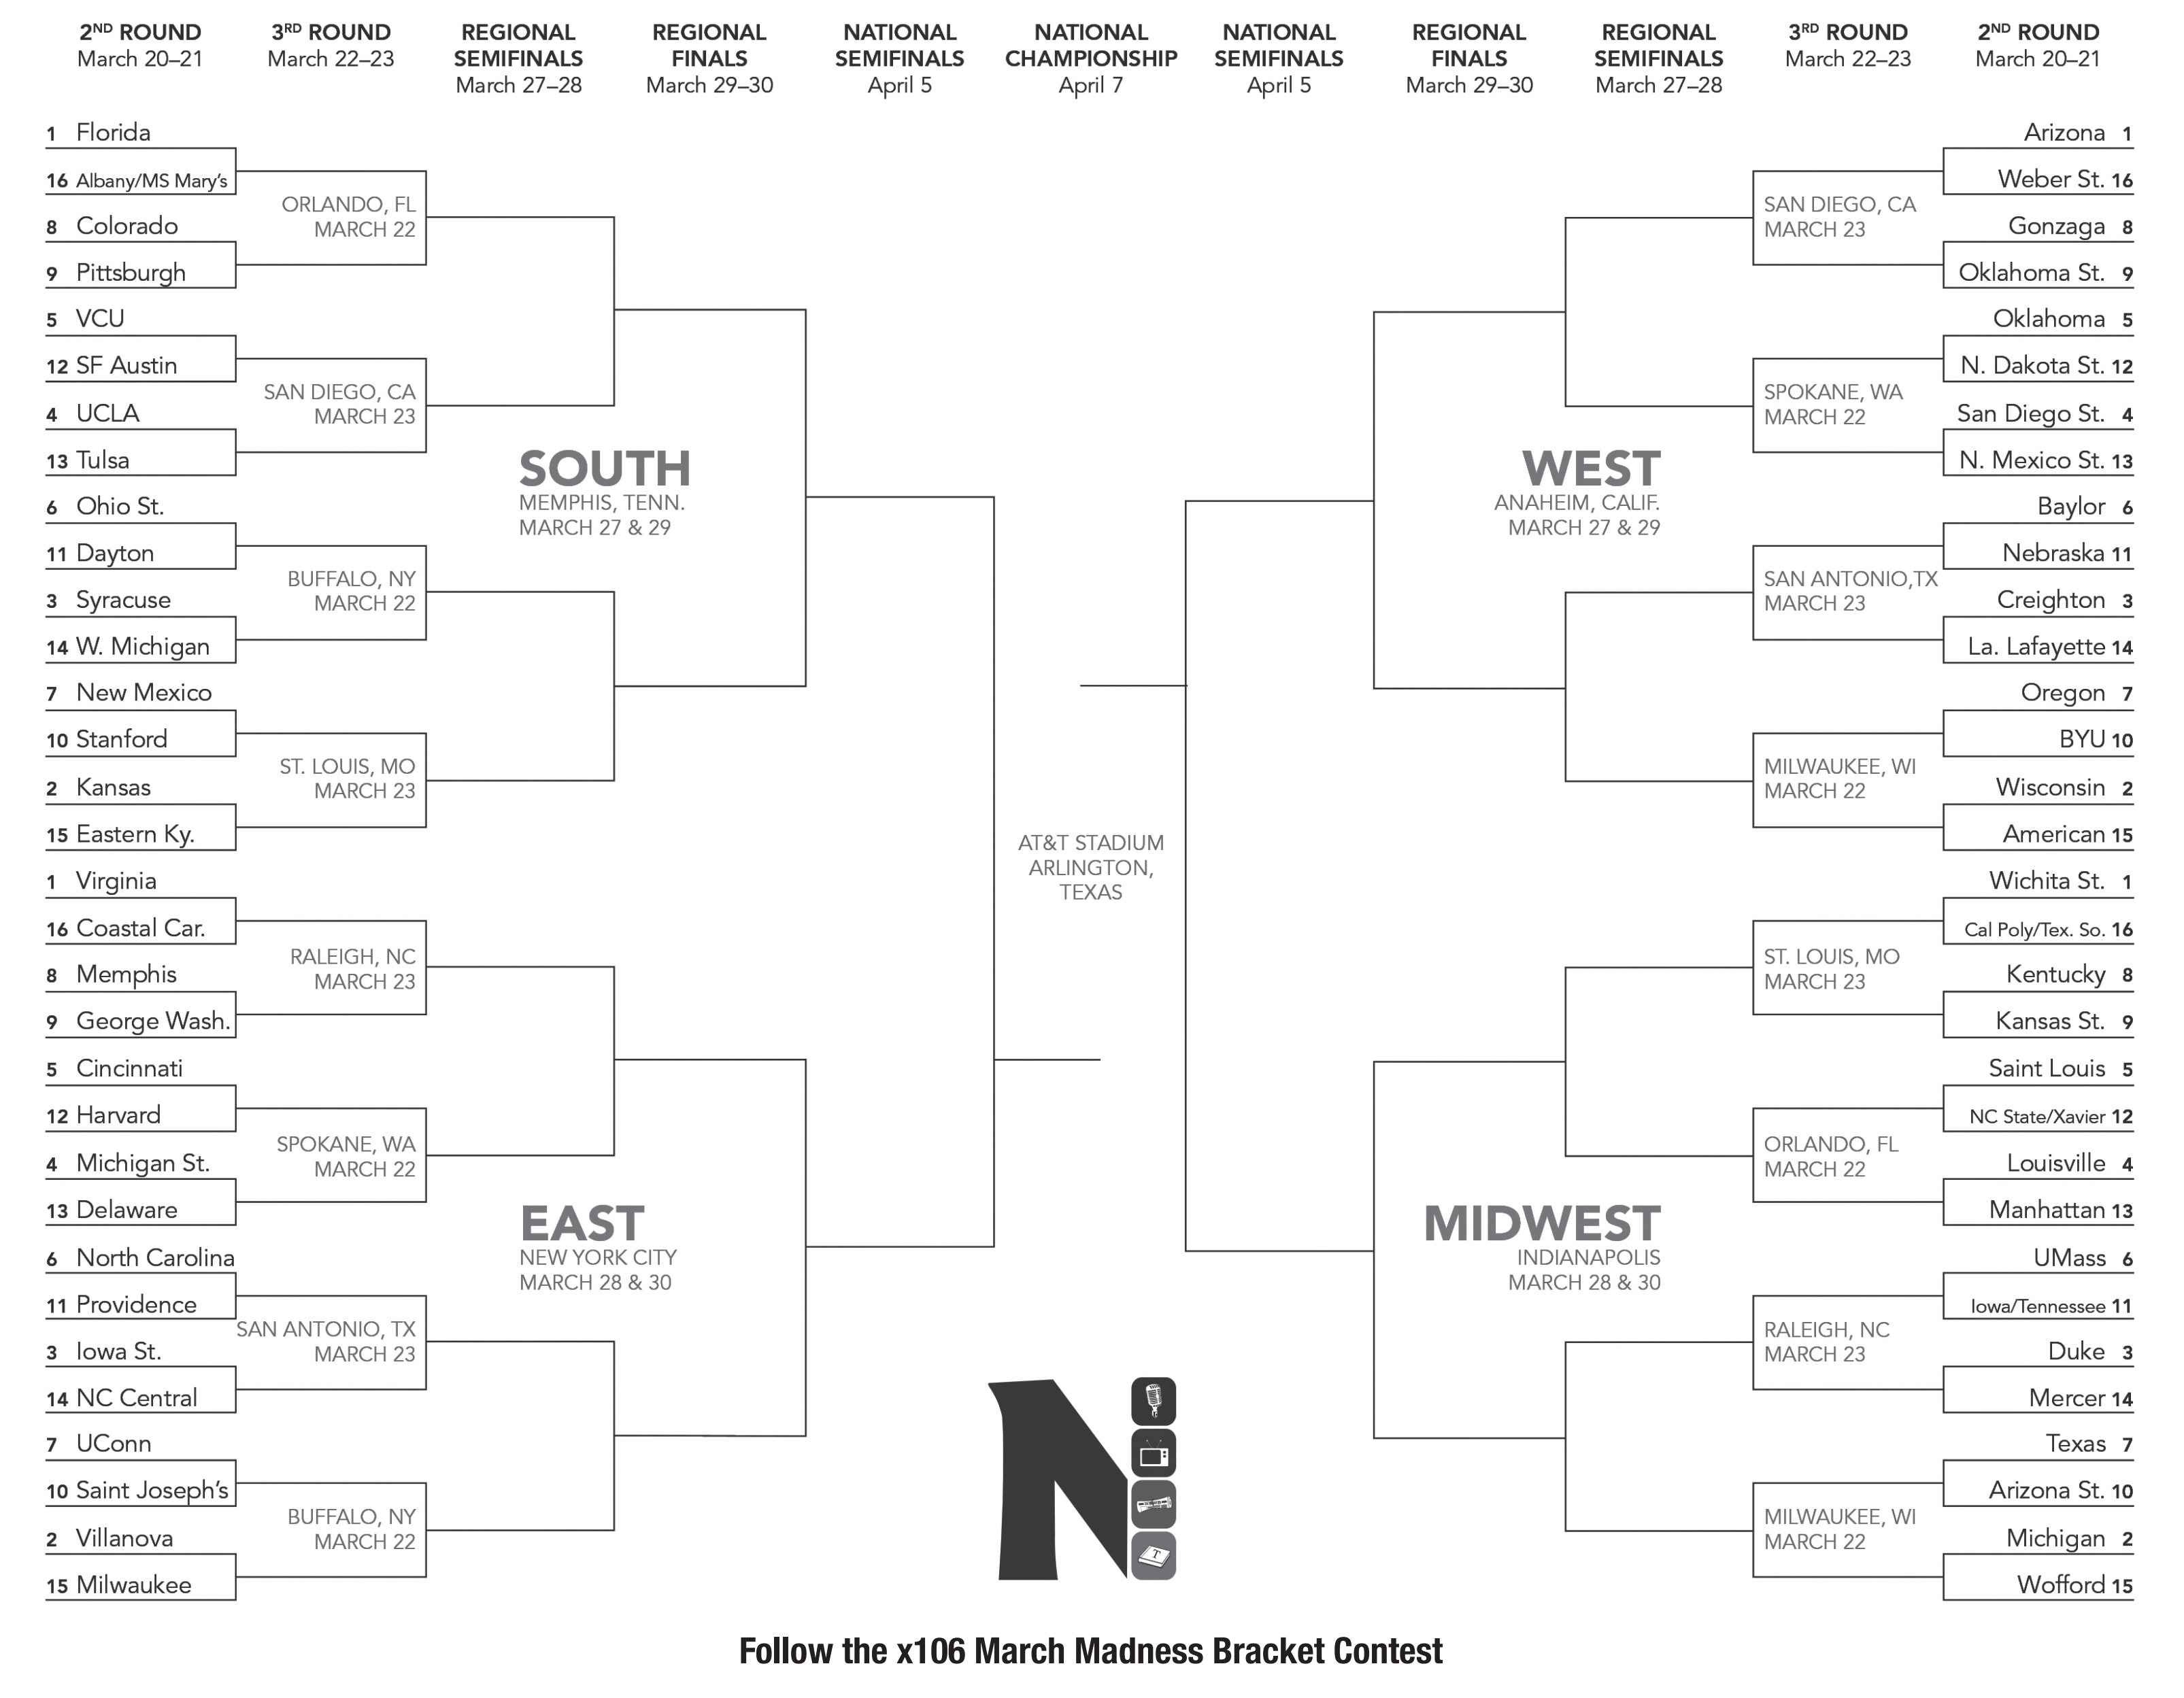 2ND ROUND
March 20–21
3RD ROUND
March 22–23
REGIONAL
SEMIFINALS
March 27–28
REGIONAL
FINALS
March 29–30
NATIONAL
SEMIFINALS
April 5
NATIONAL
CHAMPIONSHIP
April 7
NATIONAL
SEMIFINALS
April 5
REGIONAL
FINALS
March 29–30
REGIONAL
SEMIFINALS
March 27–28
3RD ROUND
March 22–23
2ND ROUND
March 20–21
1 Florida
16 Albany/MS Mary's
8 Colorado
9 Pittsburgh
5 VCU
12 SF Austin
4 UCLA
13 Tulsa
6 Ohio St.
11 Dayton
3 Syracuse
14 W. Michigan
7 New Mexico
10 Stanford
2 Kansas
15 Eastern Ky.
ORLANDO, FL
MARCH 22
SAN DIEGO, CA
MARCH 23
BUFFALO, NY
MARCH 22
ST. LOUIS, MO
MARCH 23
SOUTH
MEMPHIS, TENN.
MARCH 27 & 29
1 Virginia
16 Coastal Car.
8 Memphis
9 George Wash.
5 Cincinnati
12 Harvard
4 Michigan St.
13 Delaware
6 North Carolina
11 Providence
3 Iowa St.
14 NC Central
7 UConn
10 Saint Joseph's
2 Villanova
15 Milwaukee
RALEIGH, NC
MARCH 23
SPOKANE, WA
MARCH 22
SAN ANTONIO, TX
MARCH 23
BUFFALO, NY
MARCH 22
EAST
NEW YORK CITY
MARCH 28 & 30
AT&T STADIUM
ARLINGTON,
TEXAS
WEST
ANAHEIM, CALIF.
MARCH 27 & 29
SAN DIEGO, CA
MARCH 23
SPOKANE, WA
MARCH 22
SAN ANTONIO,TX
MARCH 23
MILWAUKEE, WI
MARCH 22
Arizona 1
Weber St. 16
Gonzaga 8
Oklahoma St. 9
Oklahoma 5
N. Dakota St. 12
San Diego St. 4
N. Mexico St. 13
Baylor 6
Nebraska 11
Creighton 3
La. Lafayette 14
Oregon 7
BYU 10
Wisconsin 2
American 15
MIDWEST
INDIANAPOLIS
MARCH 28 & 30
ST. LOUIS, MO
MARCH 23
ORLANDO, FL
MARCH 22
RALEIGH, NC
MARCH 23
MILWAUKEE, WI
MARCH 22
Wichita St. 1
Cal Poly/Tex. So. 16
Kentucky 8
Kansas St. 9
Saint Louis 5
NC State/Xavier 12
Louisville 4
Manhattan 13
UMass 6
Iowa/Tennessee 11
Duke 3
Mercer 14
Texas 7
Arizona St. 10
Michigan 2
Wofford 15
N
T
Follow the x106 March Madness Bracket Contest